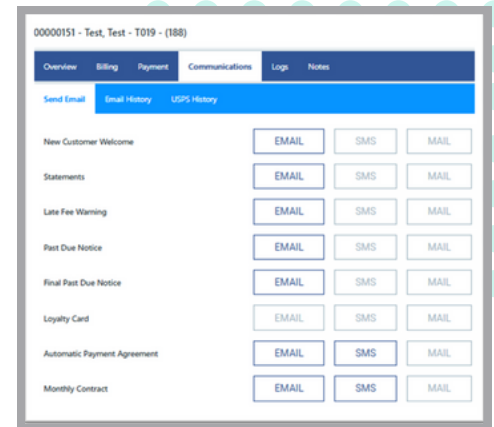 00000151 - Test, Test - T019 - (188)
Overview Billing Payment Communications Logs Notes
Send Email Email History USPS History
New Customer Welcome EMAIL SMS MAIL
Statements EMAIL SMS MAIL
Late Fee Warning EMAIL SMS MAIL
Past Due Notice EMAIL SMS MAIL
Final Past Due Notice EMAIL SMS MAIL
Loyalty Card EMAIL SMS MAIL
Automatic Payment Agreement EMAIL SMS MAIL
Monthly Contract EMAIL SMS MAIL